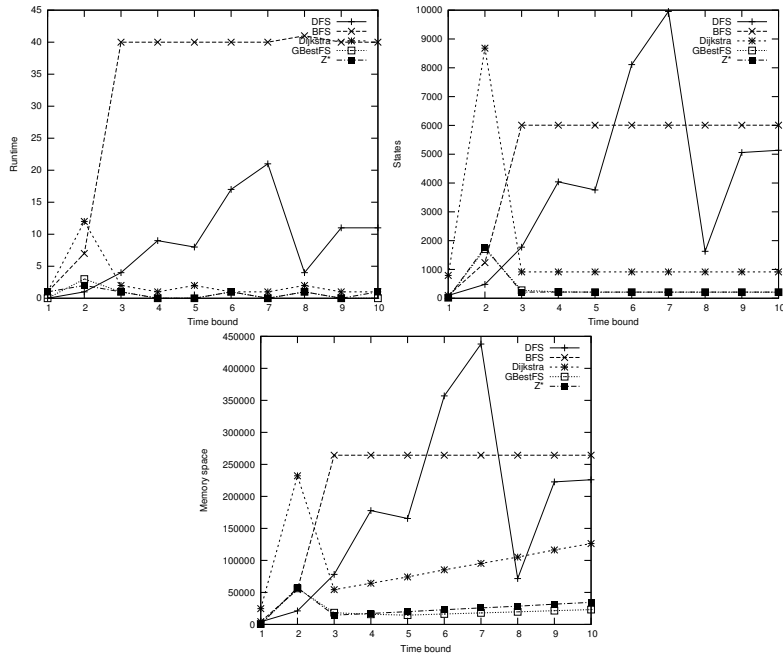 45
40
35
30
25
20
15
10
5
0
Runtime
1 2 3 4 5 6 7 8 9 10
Time bound
DFS
BFS
Dijkstra
GBestFS
Z*
10000
9000
8000
7000
6000
5000
4000
3000
2000
1000
0
States
1 2 3 4 5 6 7 8 9 10
Time bound
DFS
BFS
Dijkstra
GBestFS
Z*
450000
400000
350000
300000
250000
200000
150000
100000
50000
0
Memory space
1 2 3 4 5 6 7 8 9 10
Time bound
DFS
BFS
Dijkstra
GBestFS
Z*